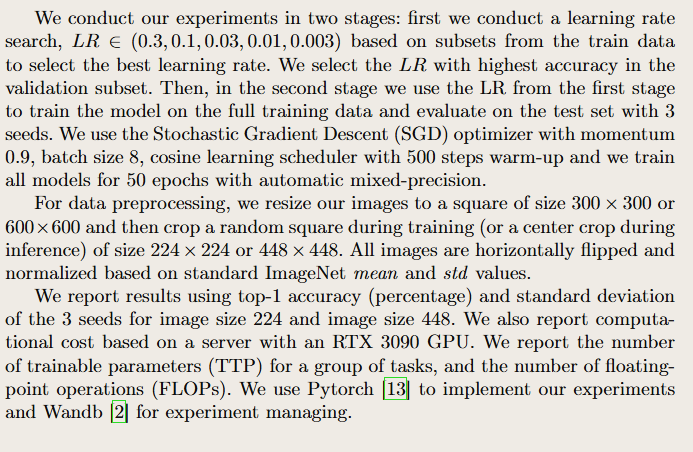 We conduct our experiments in two stages: first we conduct a learning rate
search, LR ∈ (0.3, 0.1, 0.03, 0.01, 0.003) based on subsets from the train data
to select the best learning rate. We select the LR with highest accuracy in the
validation subset. Then, in the second stage we use the LR from the first stage
to train the model on the full training data and evaluate on the test set with 3
seeds. We use the Stochastic Gradient Descent (SGD) optimizer with momentum
0.9, batch size 8, cosine learning scheduler with 500 steps warm-up and we train
all models for 50 epochs with automatic mixed-precision.
For data preprocessing, we resize our images to a square of size 300 × 300 or
600×600 and then crop a random square during training (or a center crop during
inference) of size 224 × 224 or 448 × 448. All images are horizontally flipped and
normalized based on standard ImageNet mean and std values.
We report results using top-1 accuracy (percentage) and standard deviation
of the 3 seeds for image size 224 and image size 448. We also report computa-
tional cost based on a server with an RTX 3090 GPU. We report the number
of trainable parameters (TTP) for a group of tasks, and the number of floating-
point operations (FLOPs). We use Pytorch [13] to implement our experiments
and Wandb [2] for experiment managing.